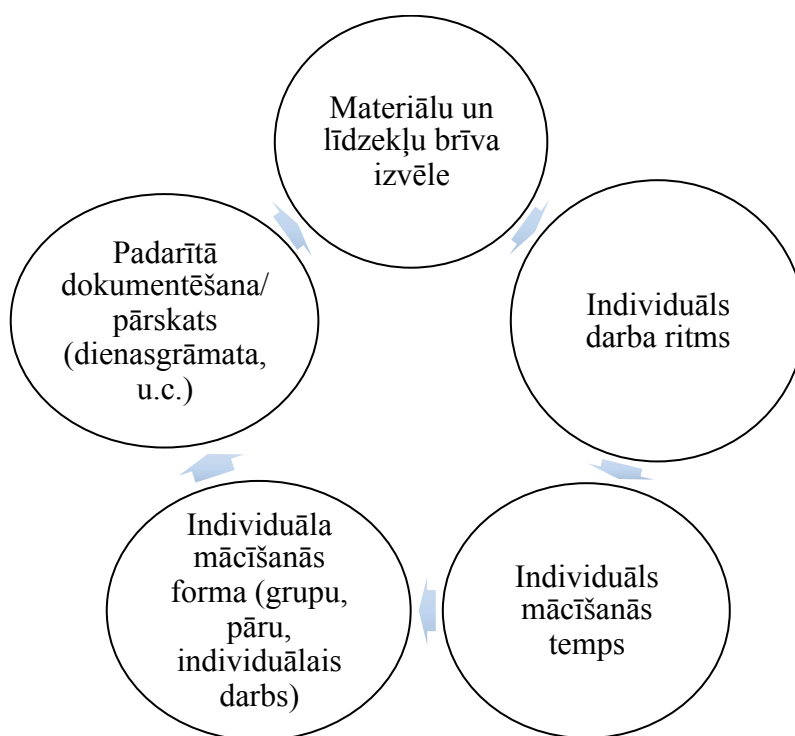 Materiālu un
līdzekļu brīva
izvēle
Individuāls
darba ritms
Individuāls
mācīšanās
temps
Individuāla
mācīšanās
forma (grupu,
pāru,
individuālais
darbs)
Padarītā
dokumentēšana/
pārskats
(dienasgrāmata,
u.c.)